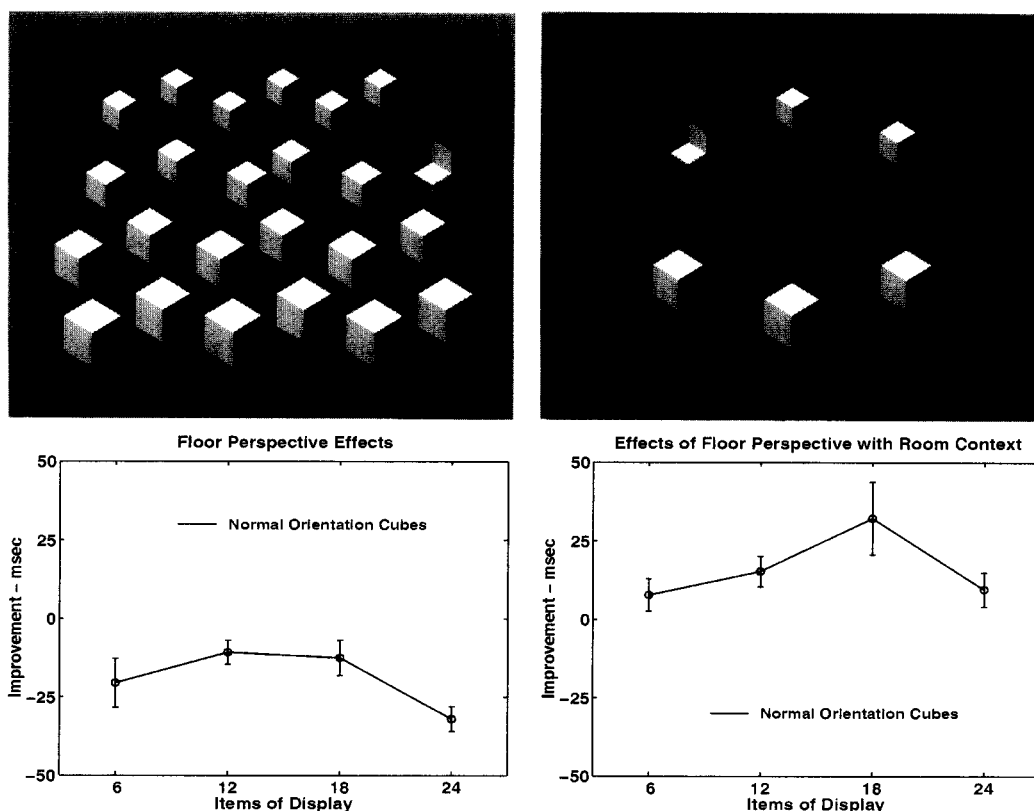 Floor Perspective Effects
50
25
0
−25
−50
Improvement – msec
Normal Orientation Cubes
6 12 18 24
Items of Display
Effects of Floor Perspective with Room Context
50
25
0
−25
−50
Improvement – msec
Normal Orientation Cubes
6 12 18 24
Items of Display